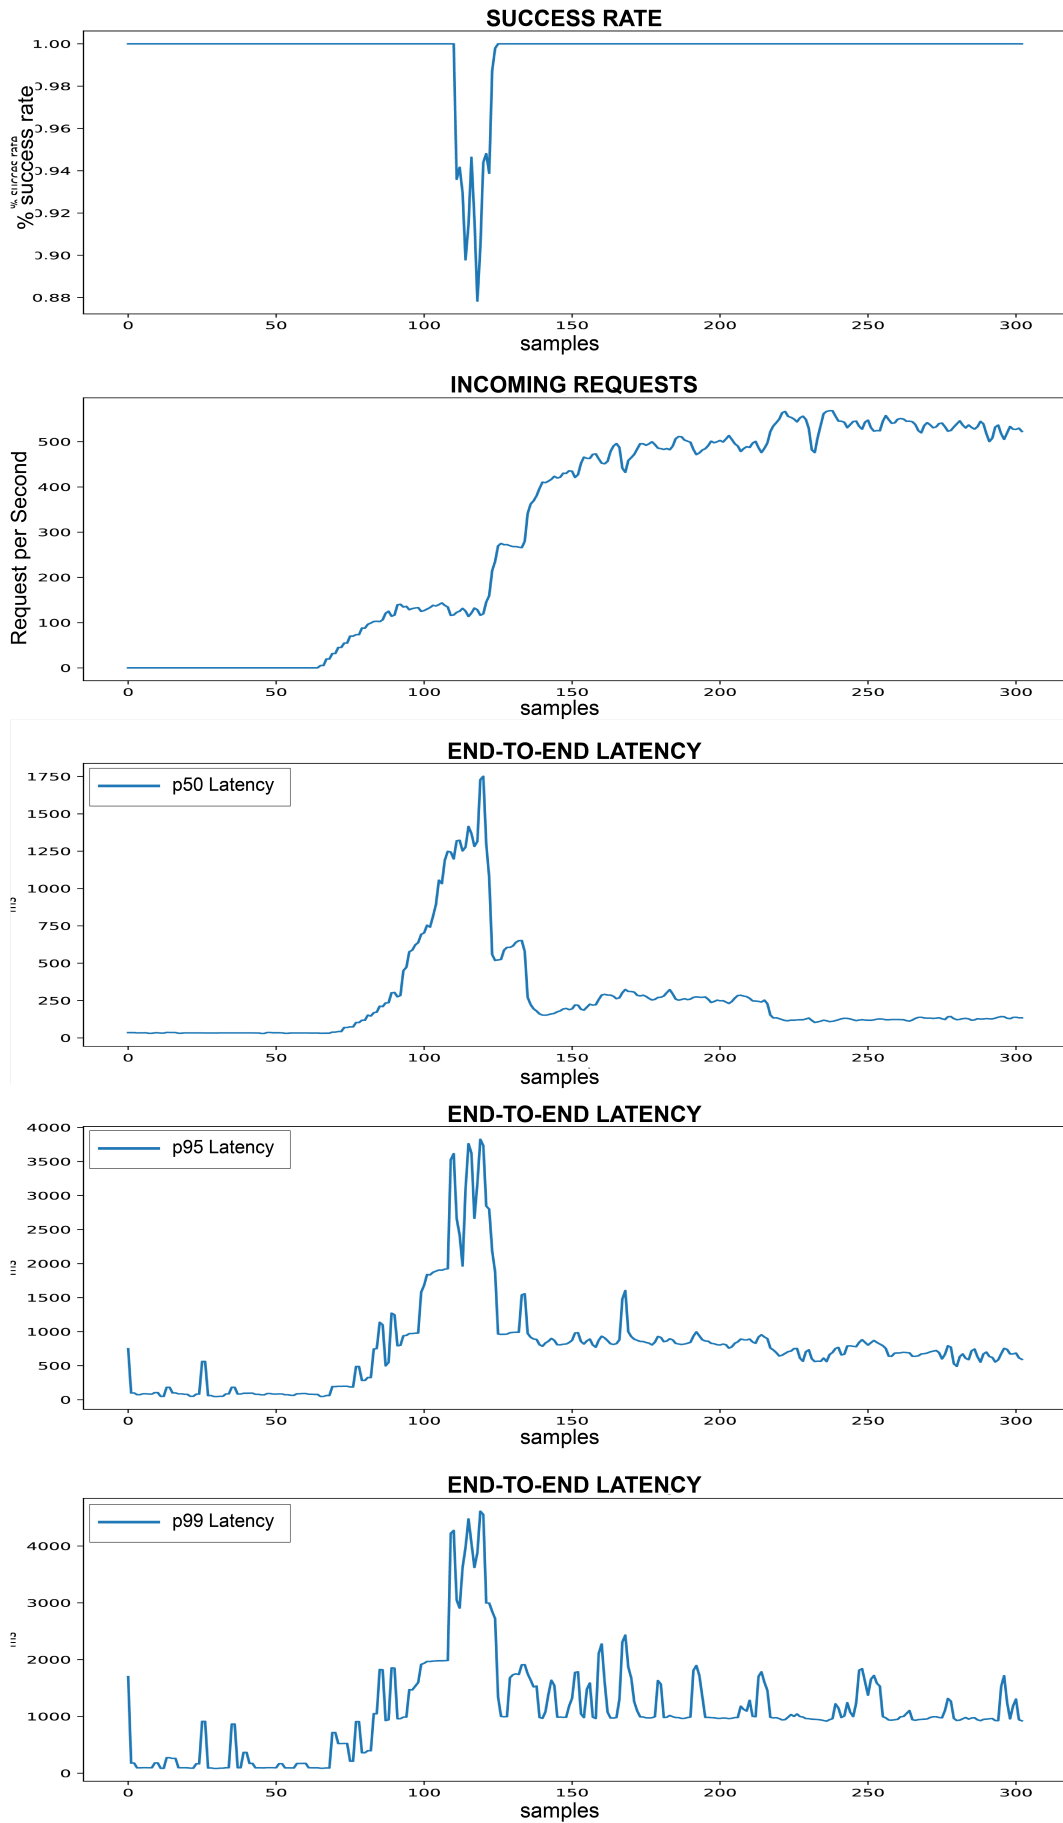 SUCCESS RATE
1.00
0.98
0.96
0.94
0.92
0.90
0.88
% success rate
0 50 100 150 200 250 300
samples
INCOMING REQUESTS
500
400
300
200
100
0
Request per Second
0 50 100 150 200 250 300
samples
END-TO-END LATENCY
p50 Latency
1750
1500
1250
1000
750
500
250
0
0 50 100 150 200 250 300
samples
END-TO-END LATENCY
p95 Latency
4000
3500
3000
2500
2000
1500
1000
500
0
0 50 100 150 200 250 300
samples
END-TO-END LATENCY
p99 Latency
4000
3000
2000
1000
0
0 50 100 150 200 250 300
samples